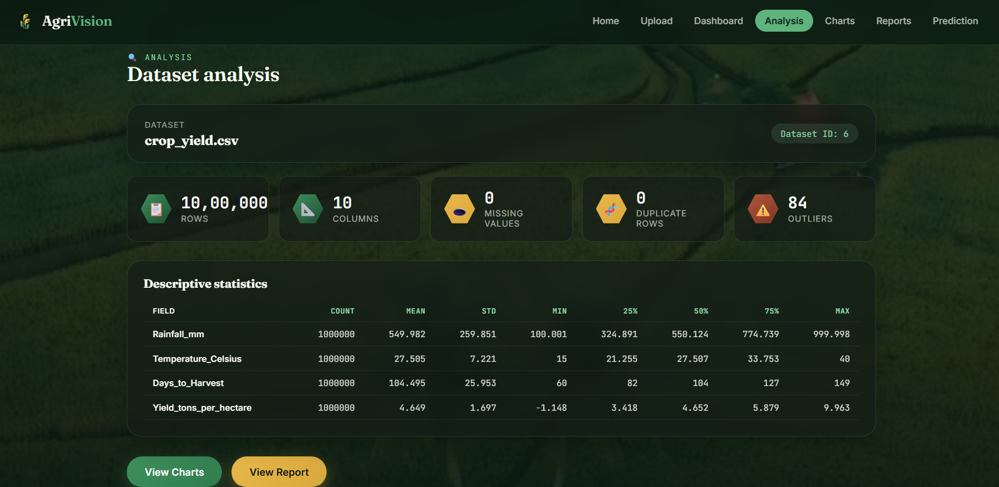 AgriVision
Home Upload Dashboard Analysis Charts Reports Prediction
ANALYSIS
Dataset analysis
DATASET
crop_yield.csv
Dataset ID: 6
10,00,000
ROWS
10
COLUMNS
0
MISSING
VALUES
0
DUPLICATE
ROWS
84
OUTLIERS
Descriptive statistics
FIELD COUNT MEAN STD MIN 25% 50% 75% MAX
Rainfall_mm 1000000 549.982 259.851 100.001 324.891 550.124 774.739 999.998
Temperature_Celsius 1000000 27.505 7.221 15 21.255 27.507 33.753 40
Days_to_Harvest 1000000 104.495 25.953 60 82 104 127 149
Yield_tons_per_hectare 1000000 4.649 1.697 -1.148 3.418 4.652 5.879 9.963
View Charts View Report